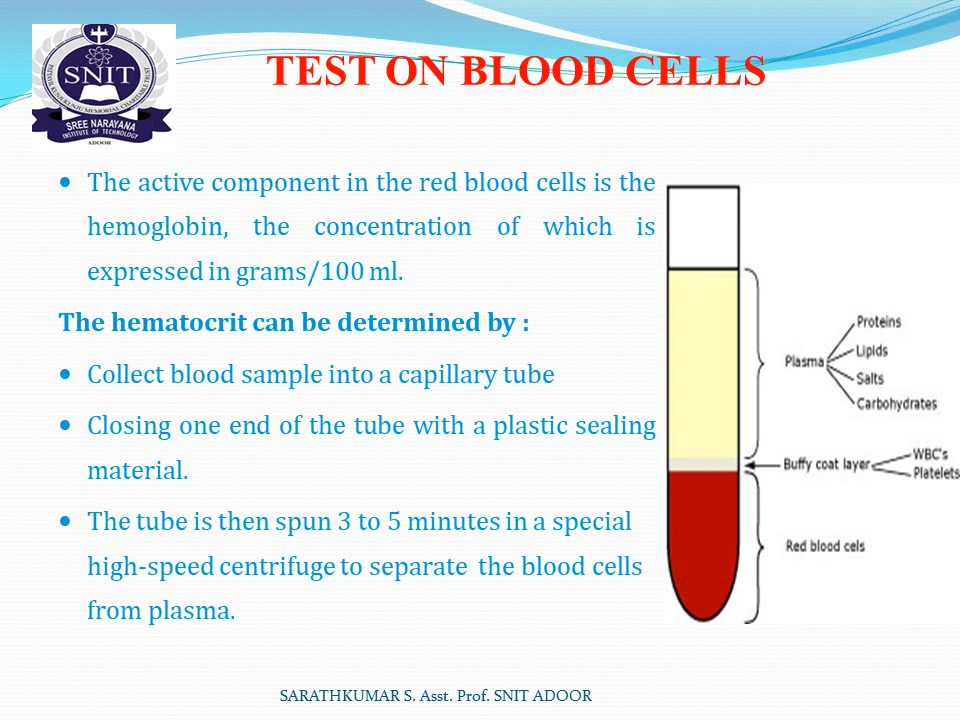 SNIT
SREE NARAYANA
INSTITUTE OF TECHNOLOGY
ADOOR
TEST ON BLOOD CELLS
The active component in the red blood cells is the
hemoglobin, the concentration of which is
expressed in grams/100 ml.
The hematocrit can be determined by :
Collect blood sample into a capillary tube
Closing one end of the tube with a plastic sealing
material.
The tube is then spun 3 to 5 minutes in a special
high-speed centrifuge to separate the blood cells
from plasma.
Plasma
Proteins
Lipids
Salts
Carbohydrates
Buffy coat layer
WBC's
Platelets
Red blood cels
SARATHKUMAR S. Asst. Prof. SNIT ADOOR